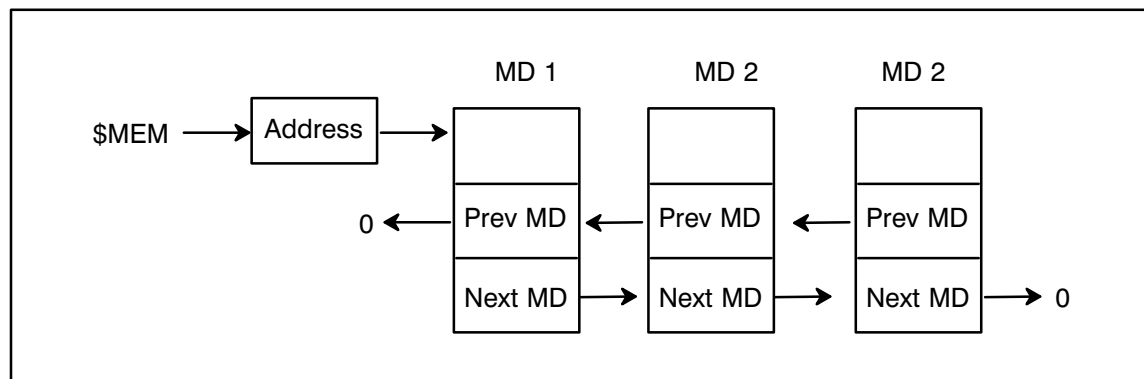 MD 1 MD 2 MD 2
$MEM Address
0 Prev MD Prev MD Prev MD
Next MD Next MD Next MD 0